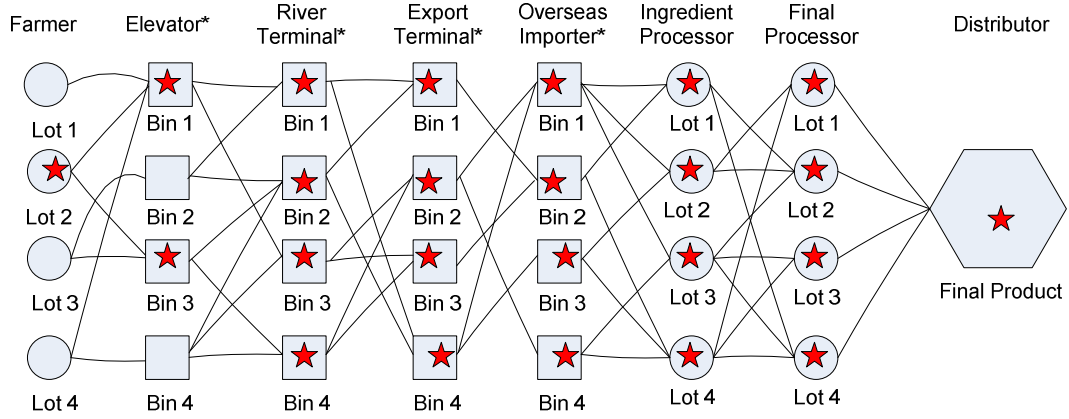 Farmer
Elevator*
River
Terminal*
Export
Terminal*
Overseas
Importer*
Ingredient
Processor
Final
Processor
Distributor
Lot 1
Bin 1
Bin 1
Bin 1
Bin 1
Lot 1
Lot 1
Lot 2
Bin 2
Bin 2
Bin 2
Bin 2
Lot 2
Lot 2
Lot 3
Bin 3
Bin 3
Bin 3
Bin 3
Lot 3
Lot 3
Final Product
Lot 4
Bin 4
Bin 4
Bin 4
Bin 4
Lot 4
Lot 4